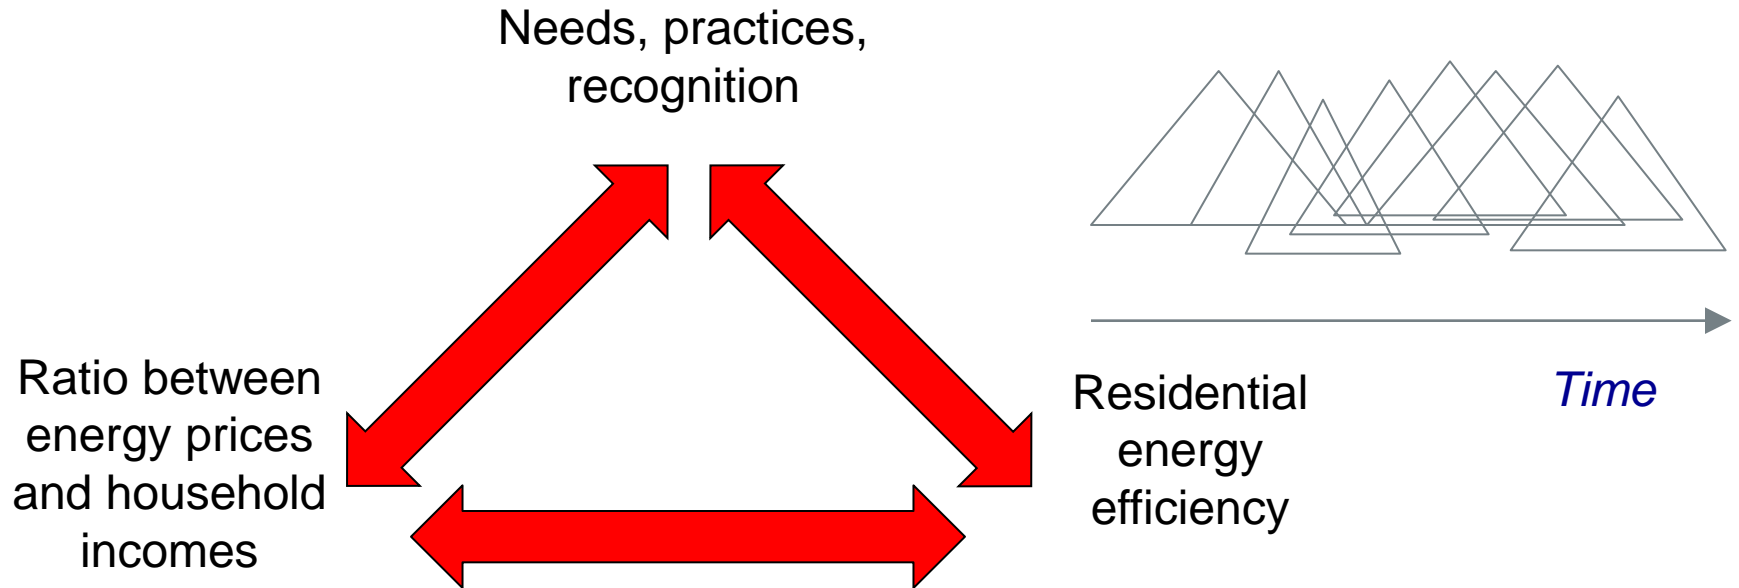 Needs, practices,
recognition
Ratio between
energy prices
and household
incomes
Residential
energy
efficiency
Time